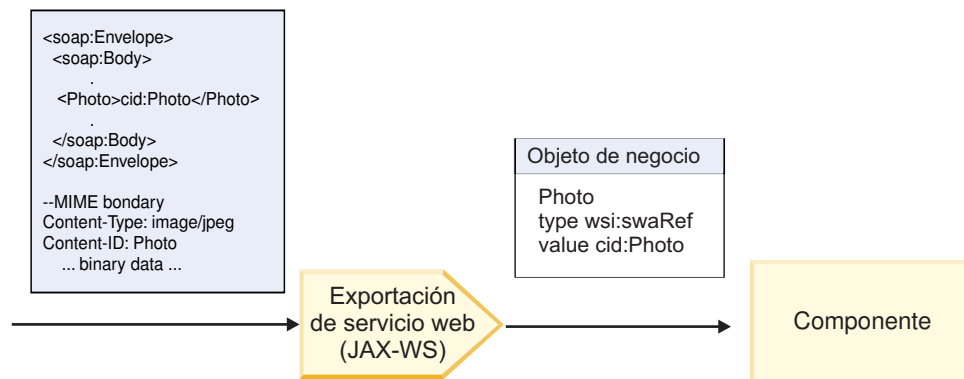 <soap:Envelope>
<soap:Body>
.
<Photo>cid:Photo</Photo>
.
</soap:Body>
</soap:Envelope>
--MIME bondary
Content-Type: image/jpeg
Content-ID: Photo
... binary data ...
Objeto de negocio
Photo
type wsi:swaRef
value cid:Photo
Exportación
de servicio web
(JAX-WS)
Componente